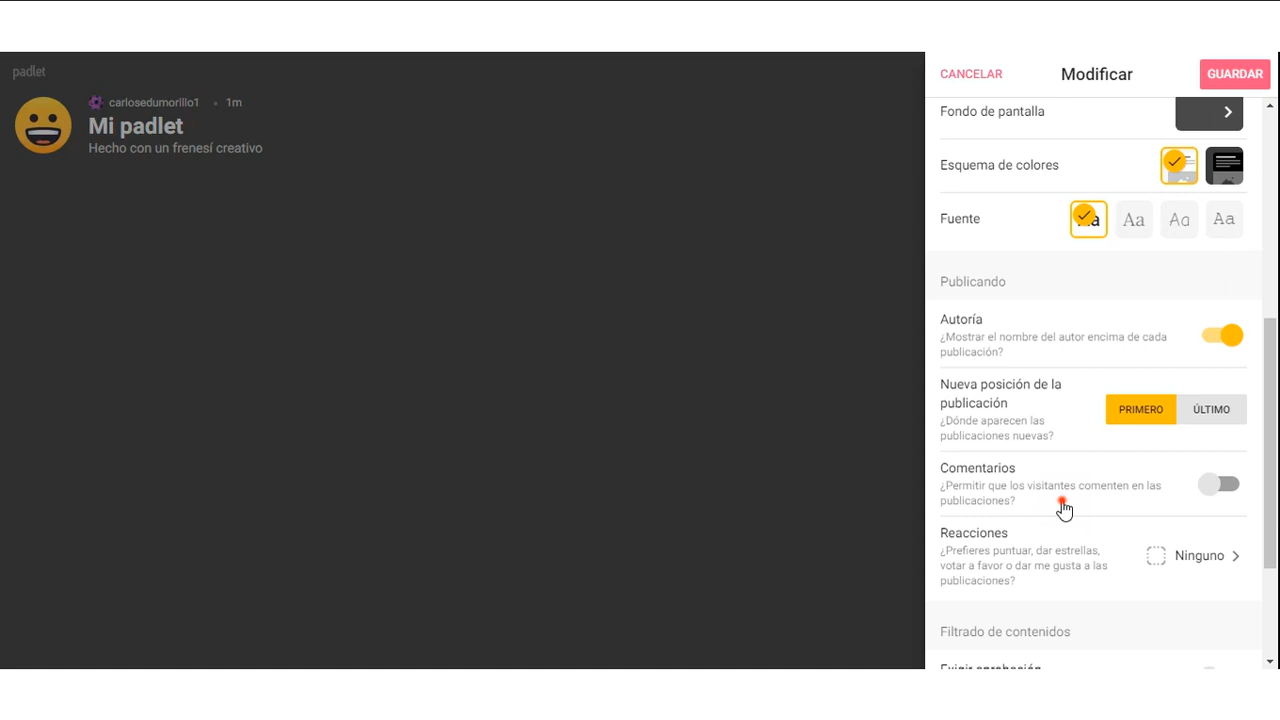 padlet
carlosedumorillo1 • 1m
Mi padlet
Hecho con un frenesí creativo
CANCELAR
Modificar
GUARDAR
Fondo de pantalla
Esquema de colores
Fuente
Aa Aa Aa
Publicando
Autoría
¿Mostrar el nombre del autor encima de cada
publicación?
Nueva posición de la
publicación
¿Dónde aparecen las
publicaciones nuevas?
PRIMERO
ÚLTIMO
Comentarios
¿Permitir que los visitantes comenten en las
publicaciones?
Reacciones
¿Prefieres puntuar, dar estrellas,
votar a favor o dar me gusta a las
publicaciones?
Ninguno
Filtrado de contenidos
Exigir aprobación